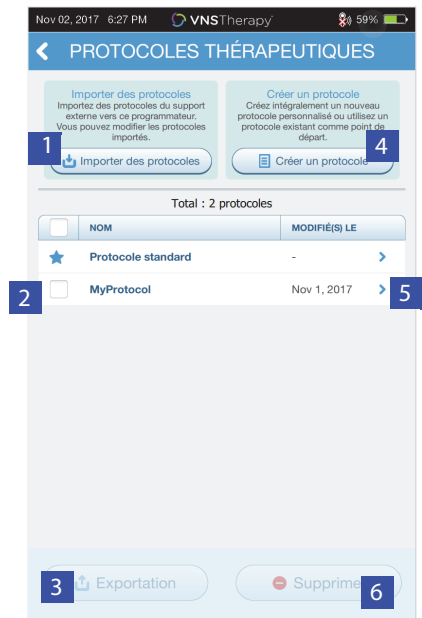 Nov 02, 2017 6:27 PM VNSTherapy 59%
PROTOCOLES THÉRAPEUTIQUES
Importer des protocoles
Importez des protocoles du support
externe vers ce programmateur.
Vous pouvez modifier les protocoles
importés.
1
Importer des protocoles
Créer un protocole
Créez intégralement un nouveau
protocole personnalisé ou utilisez un
protocole existant comme point de
départ.
4
Créer un protocole
Total : 2 protocoles
NOM MODIFIÉ(S) LE
Protocole standard -
2 MyProtocol Nov 1, 2017 5
3 Exportation
Supprime 6